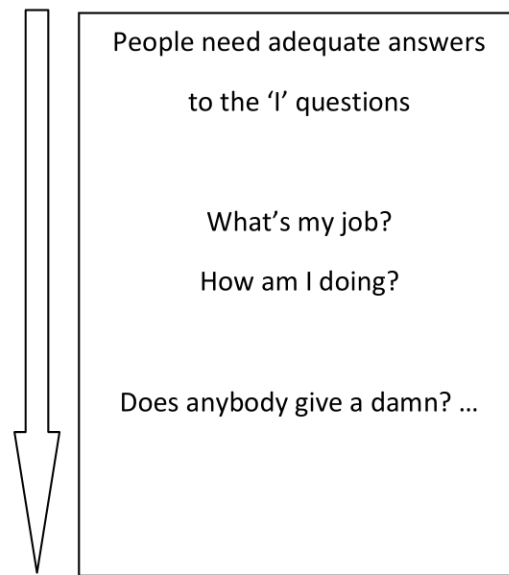 People need adequate answers
to the ‘I’ questions
What’s my job?
How am I doing?
Does anybody give a damn? …